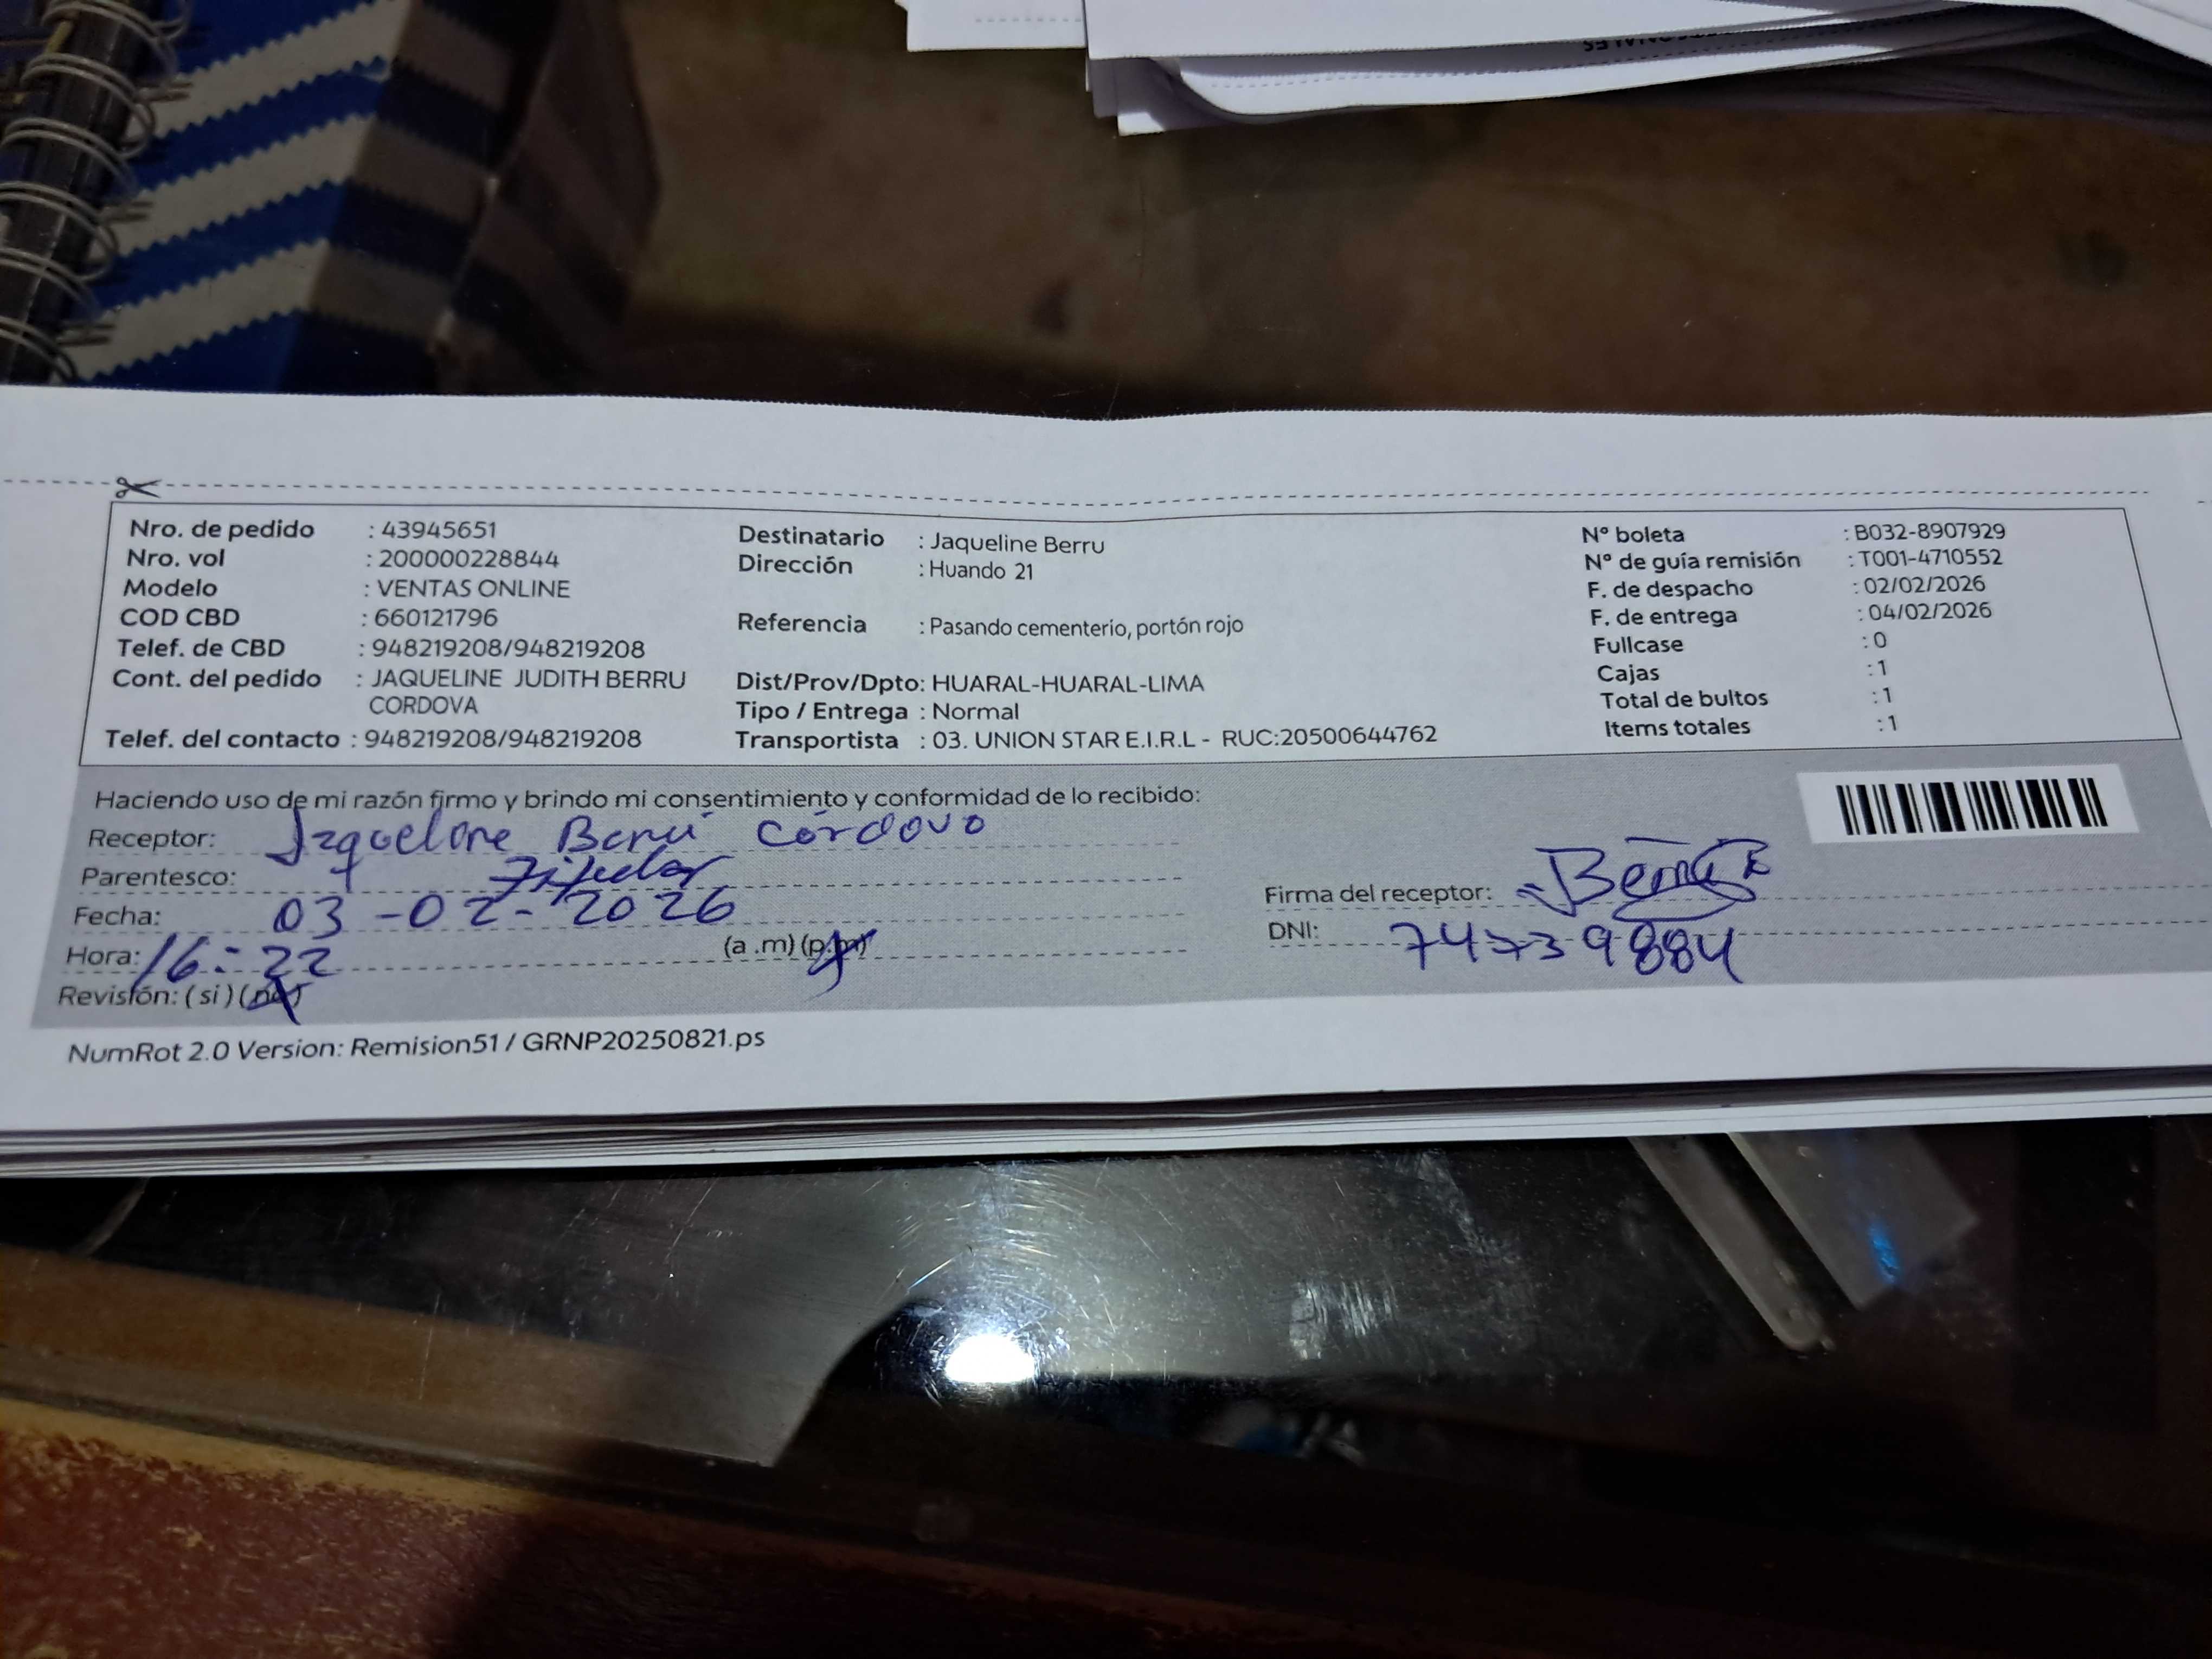 Nro. de pedido : 43945651
Nro. vol : 200000228844
Modelo : VENTAS ONLINE
COD CBD : 660121796
Telef. de CBD : 948219208/948219208
Cont. del pedido : JAQUELINE JUDITH BERRU
CORDOVA
Telef. del contacto : 948219208/948219208
Destinatario : Jaqueline Berru
Dirección : Huando 21
Referencia : Pasando cementerio, portón rojo
Dist/Prov/Dpto: HUARAL-HUARAL-LIMA
Tipo / Entrega : Normal
Transportista : 03. UNION STAR E.I.R.L - RUC:20500644762
Nº boleta : B032-8907929
Nº de guía remisión : T001-4710552
F. de despacho : 02/02/2026
F. de entrega : 04/02/2026
Fullcase : 0
Cajas : 1
Total de bultos : 1
Items totales : 1
Haciendo uso de mi razón firmo y brindo mi consentimiento y conformidad de lo recibido:
Receptor: Jaqueline Berru Córdova
Parentesco:
Fecha: 03-02-2026
Hora: 16:22 (a .m) (p.m)
Revisión: ( si ) ( no )
Firma del receptor: Berru
DNI:
NumRot 2.0 Version: Remision51 / GRNP20250821.ps